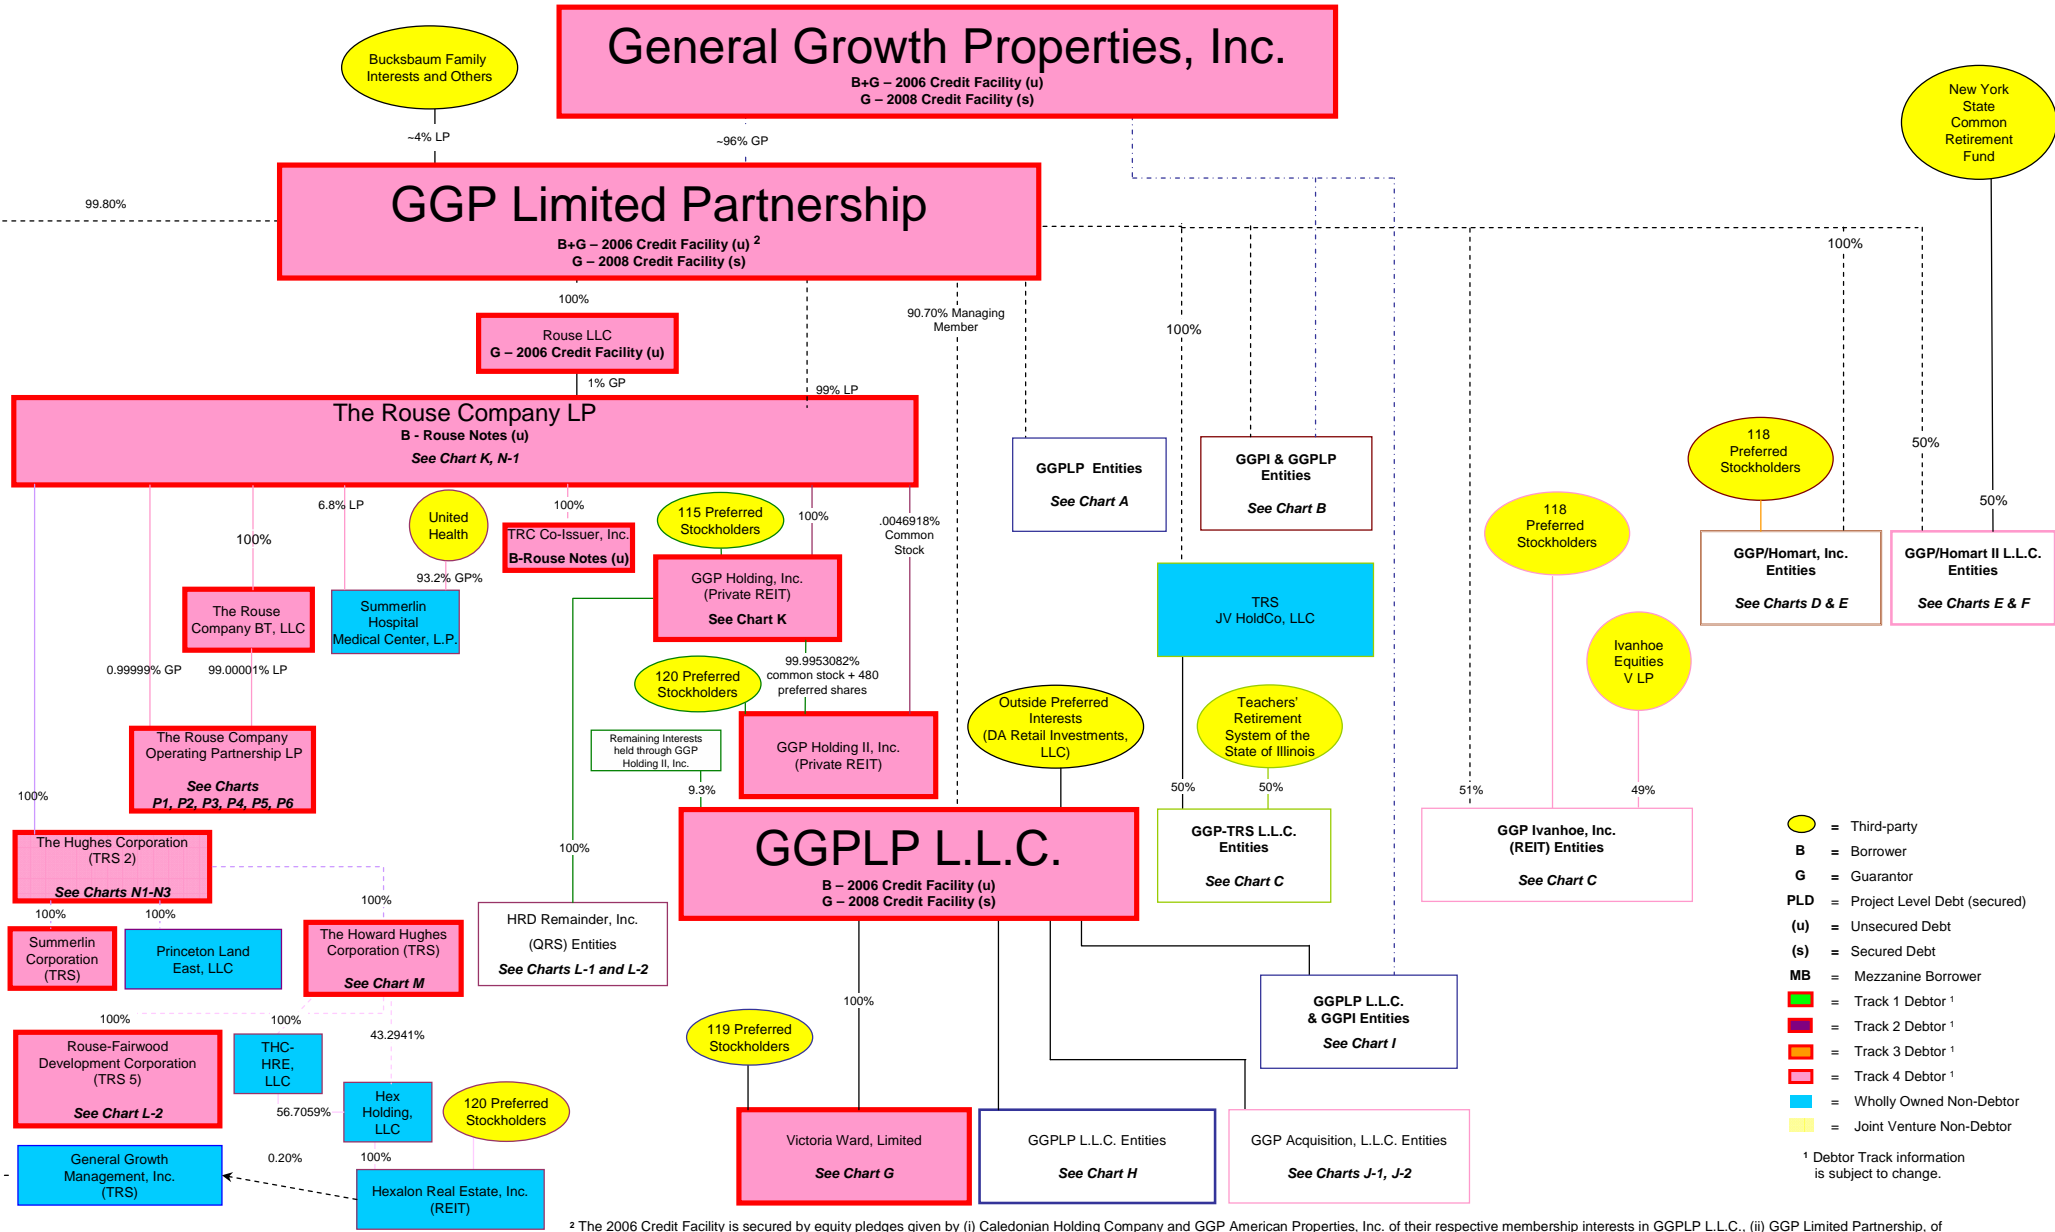 General Growth Properties, Inc.
B+G – 2006 Credit Facility (u)
G – 2008 Credit Facility (s)
Bucksbaum Family
Interests and Others
New York
State
Common
Retirement
Fund
~4% LP
~96% GP
GGP Limited Partnership
B+G – 2006 Credit Facility (u) ²
G – 2008 Credit Facility (s)
99.80%
100%
100%
Rouse LLC
G – 2006 Credit Facility (u)
90.70% Managing
Member
100%
1% GP
99% LP
The Rouse Company LP
B - Rouse Notes (u)
See Chart K, N-1
GGPLP Entities
See Chart A
GGPI & GGPLP
Entities
See Chart B
118
Preferred
Stockholders
50%
50%
118
Preferred
Stockholders
GGP/Homart, Inc.
Entities
See Charts D & E
GGP/Homart II L.L.C.
Entities
See Charts E & F
6.8% LP
United
Health
93.2% GP%
100%
TRC Co-Issuer, Inc.
B-Rouse Notes (u)
115 Preferred
Stockholders
100%
.0046918%
Common
Stock
100%
The Rouse
Company BT, LLC
Summerlin
Hospital
Medical Center, L.P.
GGP Holding, Inc.
(Private REIT)
See Chart K
TRS
JV HoldCo, LLC
Ivanhoe
Equities
V LP
0.99999% GP
99.00001% LP
120 Preferred
Stockholders
99.9953082%
common stock + 480
preferred shares
Outside Preferred
Interests
(DA Retail Investments,
LLC)
Teachers’
Retirement
System of the
State of Illinois
The Rouse Company
Operating Partnership LP
See Charts
P1, P2, P3, P4, P5, P6
Remaining Interests
held through GGP
Holding II, Inc.
GGP Holding II, Inc.
(Private REIT)
9.3%
50%
50%
51%
49%
100%
The Hughes Corporation
(TRS 2)
See Charts N1-N3
100%
GGPLP L.L.C.
B – 2006 Credit Facility (u)
G – 2008 Credit Facility (s)
GGP-TRS L.L.C.
Entities
See Chart C
GGP Ivanhoe, Inc.
(REIT) Entities
See Chart C
= Third-party
B = Borrower
G = Guarantor
PLD = Project Level Debt (secured)
(u) = Unsecured Debt
(s) = Secured Debt
MB = Mezzanine Borrower
= Track 1 Debtor ¹
= Track 2 Debtor ¹
= Track 3 Debtor ¹
= Track 4 Debtor ¹
= Wholly Owned Non-Debtor
= Joint Venture Non-Debtor
¹ Debtor Track information
is subject to change.
100%
100%
100%
Summerlin
Corporation
(TRS)
Princeton Land
East, LLC
The Howard Hughes
Corporation (TRS)
See Chart M
HRD Remainder, Inc.
(QRS) Entities
See Charts L-1 and L-2
100%
GGPLP L.L.C.
& GGPI Entities
See Chart I
100%
100%
43.2941%
Rouse-Fairwood
Development Corporation
(TRS 5)
See Chart L-2
THC-
HRE,
LLC
56.7059%
Hex
Holding,
LLC
120 Preferred
Stockholders
119 Preferred
Stockholders
Victoria Ward, Limited
See Chart G
GGPLP L.L.C. Entities
See Chart H
GGP Acquisition, L.L.C. Entities
See Charts J-1, J-2
General Growth
Management, Inc.
(TRS)
0.20%
100%
Hexalon Real Estate, Inc.
(REIT)
² The 2006 Credit Facility is secured by equity pledges given by (i) Caledonian Holding Company and GGP American Properties, Inc. of their respective membership interests in GGPLP L.L.C., (ii) GGP Limited Partnership, of